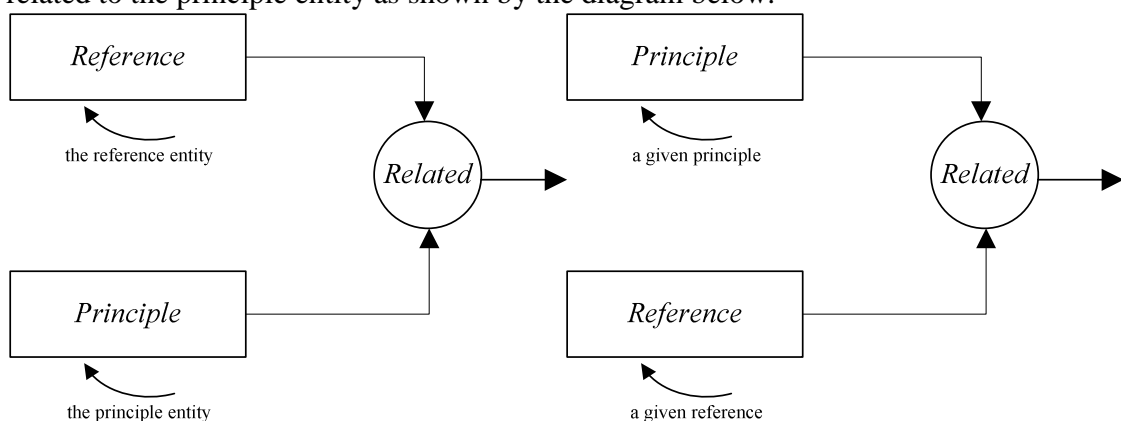 related to the principle entity as shown by the diagram below.
Reference
the reference entity
Related
Principle
the principle entity
Principle
a given principle
Related
Reference
a given reference